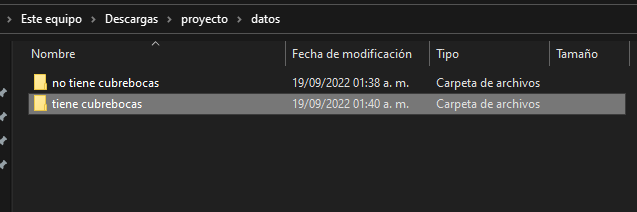 Este equipo > Descargas > proyecto > datos
Nombre Fecha de modificación Tipo Tamaño
no tiene cubrebocas 19/09/2022 01:38 a. m. Carpeta de archivos
tiene cubrebocas 19/09/2022 01:40 a. m. Carpeta de archivos